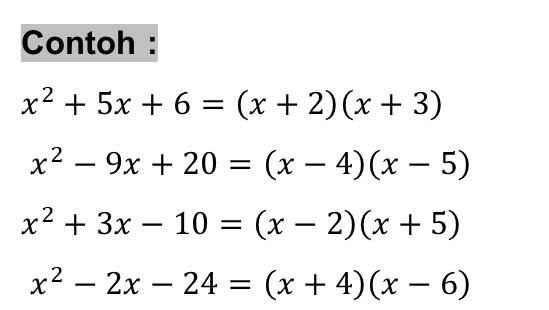 Contoh :
x² + 5x + 6 = (x + 2)(x + 3)
x² − 9x + 20 = (x − 4)(x − 5)
x² + 3x − 10 = (x − 2)(x + 5)
x² − 2x − 24 = (x + 4)(x − 6)